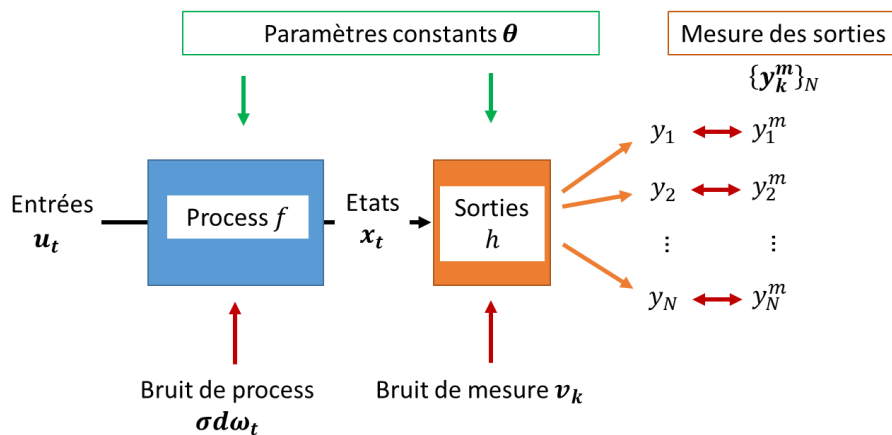 Paramètres constants θ
Mesure des sorties
{y_k^m}_N
y_1 y_1^m
Entrées
u_t
Process f
Etats
x_t
Sorties
h
y_2 y_2^m
⋮ ⋮
y_N y_N^m
Bruit de process
σdω_t
Bruit de mesure v_k